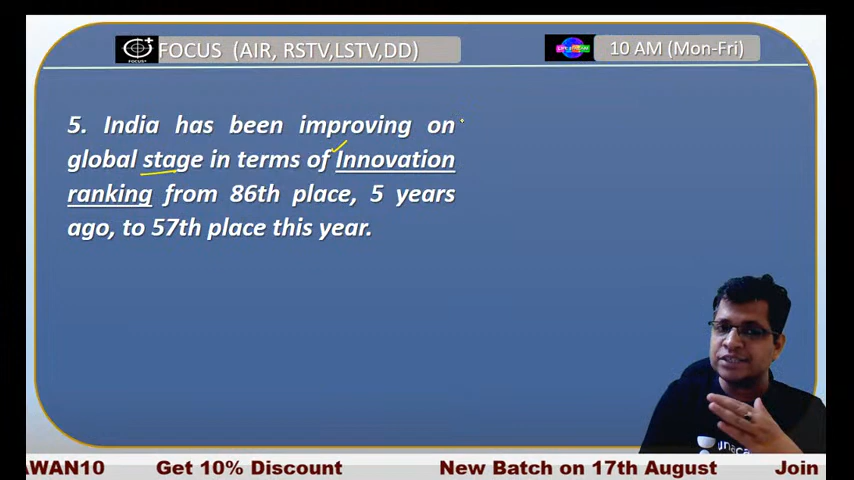 FOCUS (AIR, RSTV,LSTV,DD)
10 AM (Mon-Fri)
5. India has been improving on
global stage in terms of Innovation
ranking from 86th place, 5 years
ago, to 57th place this year.
AWAN10 Get 10% Discount New Batch on 17th August Join